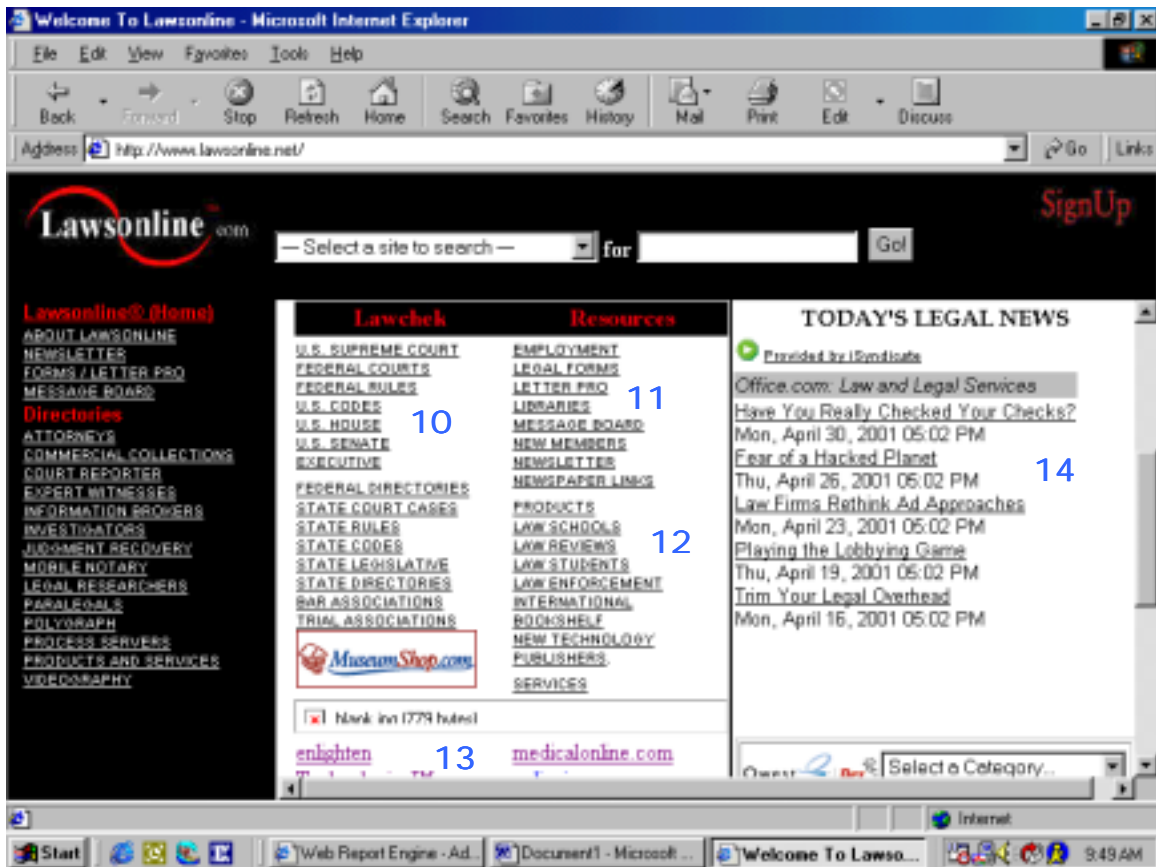 Welcome To Lawsonline - Microsoft Internet Explorer
File Edit View Favorites Tools Help
Back Forward Stop Refresh Home Search Favorites History Mail Print Edit Discuss
Address http://www.lawsonline.net/ Go Links
Lawsonline.com
SignUp
— Select a site to search — for Go!
Lawsonline® (Home)
ABOUT LAWSONLINE
NEWSLETTER
FORMS / LETTER PRO
MESSAGE BOARD
Directories
ATTORNEYS
COMMERCIAL COLLECTIONS
COURT REPORTER
EXPERT WITNESSES
INFORMATION BROKERS
INVESTIGATORS
JUDGMENT RECOVERY
MOBILE NOTARY
LEGAL RESEARCHERS
PARALEGALS
POLYGRAPH
PROCESS SERVERS
PRODUCTS AND SERVICES
VIDEOGRAPHY
Lawchek
U.S. SUPREME COURT
FEDERAL COURTS
FEDERAL RULES
U.S. CODES
10
U.S. HOUSE
U.S. SENATE
EXECUTIVE
FEDERAL DIRECTORIES
STATE COURT CASES
STATE RULES
STATE CODES
STATE LEGISLATIVE
STATE DIRECTORIES
BAR ASSOCIATIONS
TRIAL ASSOCIATIONS
MuseumShop.com
Resources
EMPLOYMENT
LEGAL FORMS
LETTER PRO
11
LIBRARIES
MESSAGE BOARD
NEW MEMBERS
NEWSLETTER
NEWSPAPER LINKS
PRODUCTS
LAW SCHOOLS
LAW REVIEWS
12
LAW STUDENTS
LAW ENFORCEMENT
INTERNATIONAL
BOOKSHELF
NEW TECHNOLOGY
PUBLISHERS.
SERVICES
(779 bytes)
enlighten
13
medicalonline.com
TODAY'S LEGAL NEWS
Provided by iSyndicate
Office.com: Law and Legal Services
Have You Really Checked Your Checks?
Mon, April 30, 2001 05:02 PM
Fear of a Hacked Planet
14
Thu, April 26, 2001 05:02 PM
Law Firms Rethink Ad Approaches
Mon, April 23, 2001 05:02 PM
Playing the Lobbying Game
Thu, April 19, 2001 05:02 PM
Trim Your Legal Overhead
Mon, April 16, 2001 05:02 PM
Select a Category...
Internet
Start Web Report Engine - Ad... Document1 - Microsoft ... Welcome To Lawso... 9:49 AM